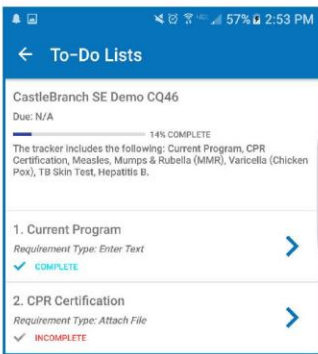 57% 2:53 PM
To-Do Lists
CastleBranch SE Demo CQ46
Due: N/A
14% COMPLETE
The tracker includes the following: Current Program, CPR
Certification, Measles, Mumps & Rubella (MMR), Varicella (Chicken
Pox), TB Skin Test, Hepatitis B.
1. Current Program
Requirement Type: Enter Text
COMPLETE
2. CPR Certification
Requirement Type: Attach File
INCOMPLETE